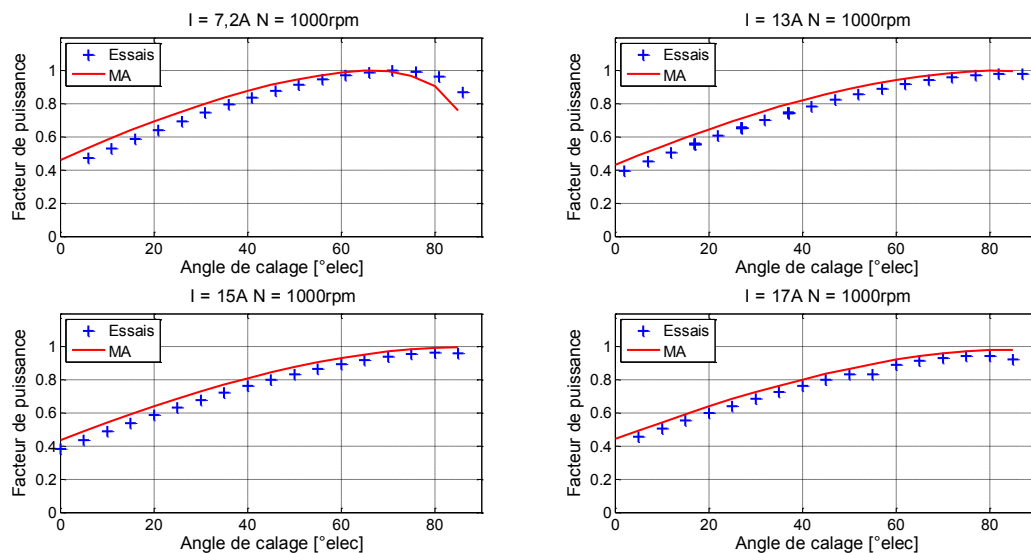 I = 7,2A N = 1000rpm
Facteur de puissance
1
0.8
0.6
0.4
0.2
0
Essais
MA
0 20 40 60 80
Angle de calage [°elec]
I = 13A N = 1000rpm
Facteur de puissance
1
0.8
0.6
0.4
0.2
0
Essais
MA
0 20 40 60 80
Angle de calage [°elec]
I = 15A N = 1000rpm
Facteur de puissance
1
0.8
0.6
0.4
0.2
0
Essais
MA
0 20 40 60 80
Angle de calage [°elec]
I = 17A N = 1000rpm
Facteur de puissance
1
0.8
0.6
0.4
0.2
0
Essais
MA
0 20 40 60 80
Angle de calage [°elec]